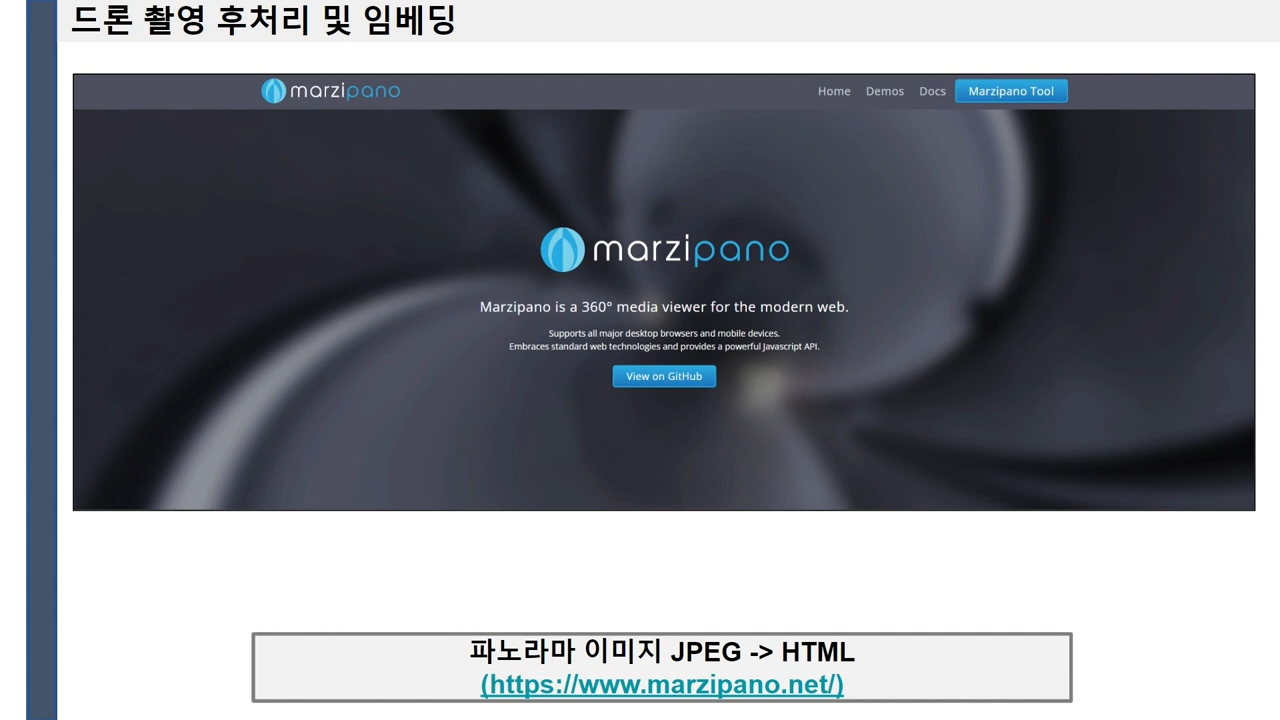 드론 촬영 후처리 및 임베딩
marzipano
Home Demos Docs Marzipano Tool
marzipano
Marzipano is a 360° media viewer for the modern web.
Supports all major desktop browsers and mobile devices.
Embraces standard web technologies and provides a powerful Javascript API.
View on GitHub
파노라마 이미지 JPEG -> HTML
(https://www.marzipano.net/)